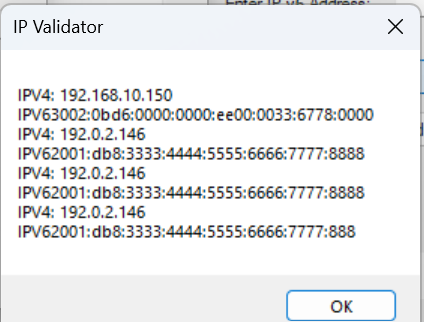 Enter IP v6 Address:
IP Validator
IPV4: 192.168.10.150
IPV63002:0bd6:0000:0000:ee00:0033:6778:0000
IPV4: 192.0.2.146
IPV62001:db8:3333:4444:5555:6666:7777:8888
IPV4: 192.0.2.146
IPV62001:db8:3333:4444:5555:6666:7777:8888
IPV4: 192.0.2.146
IPV62001:db8:3333:4444:5555:6666:7777:888
OK